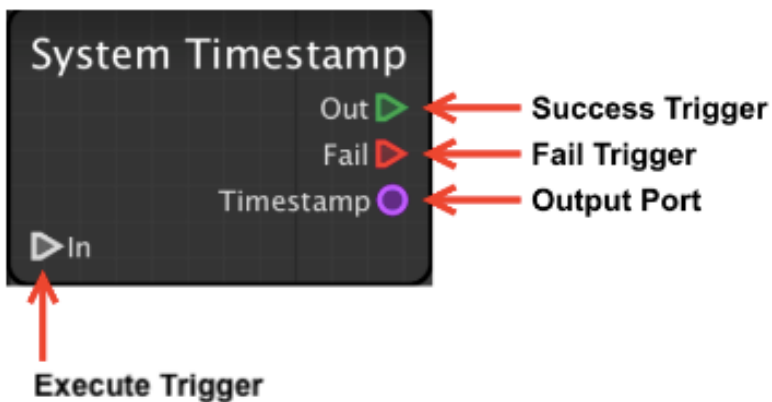 System Timestamp
Out
Success Trigger
Fail
Fail Trigger
Timestamp
Output Port
In
Execute Trigger